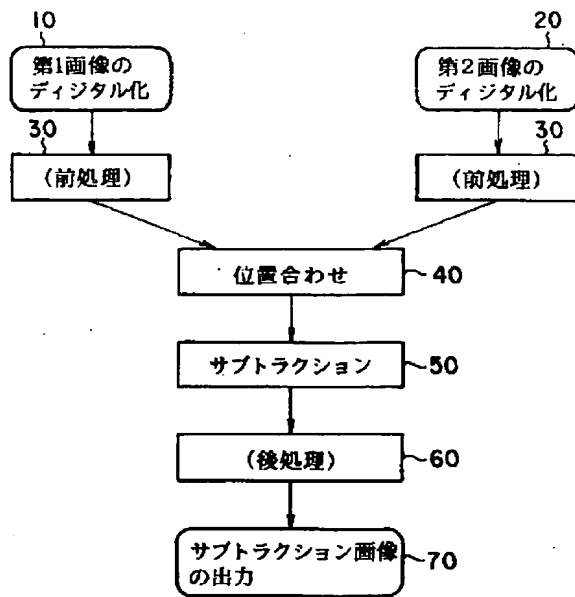 10
第1画像の
ディジタル化
20
第2画像の
ディジタル化
30
(前処理)
30
(前処理)
位置合わせ
40
サブトラクション
50
(後処理)
60
サブトラクション画像
の出力
70